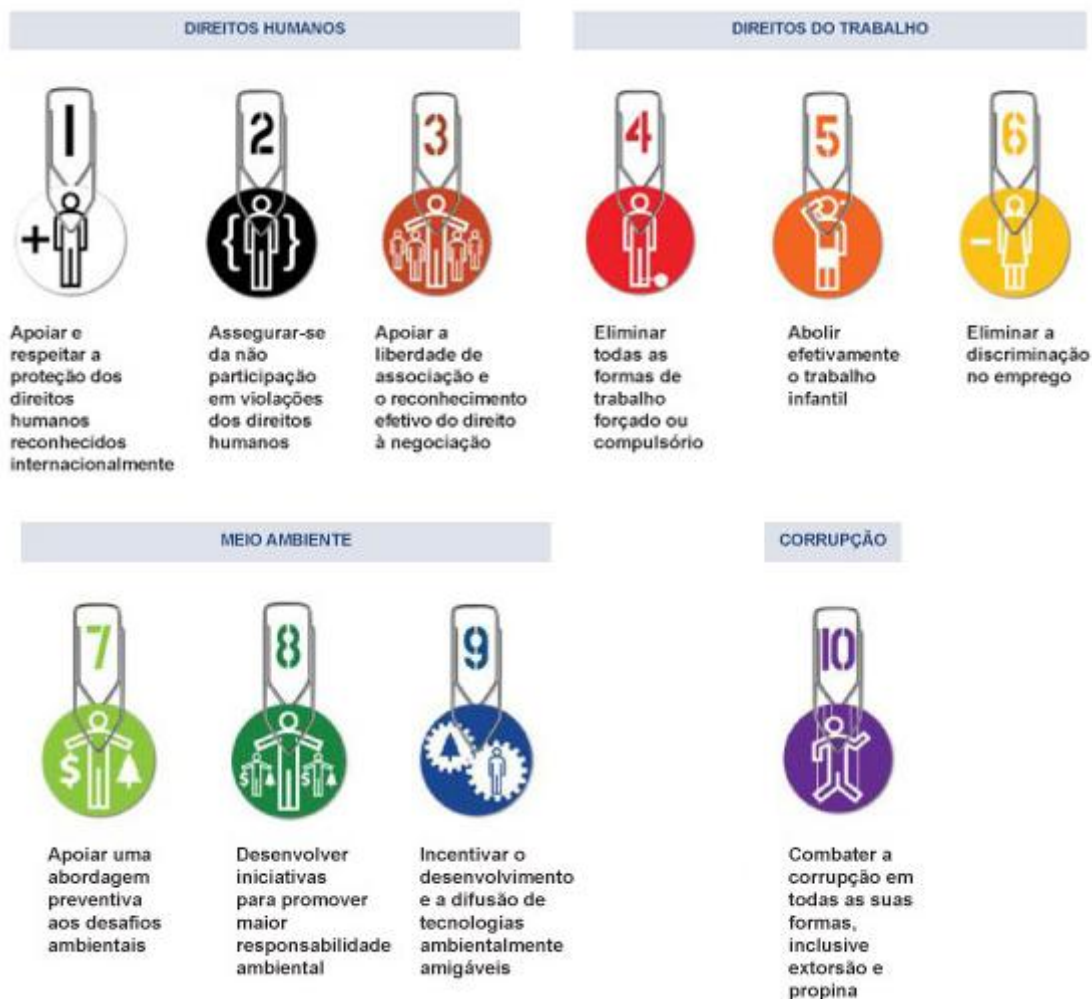 DIREITOS HUMANOS
DIREITOS DO TRABALHO
1
2
3
4
5
6
Apoiar e
respeitar a
proteção dos
direitos
humanos
reconhecidos
internacionalmente
Assegurar-se
da não
participação
em violações
dos direitos
humanos
Apoiar a
liberdade de
associação e
o reconhecimento
efetivo do direito
à negociação
Eliminar
todas as
formas de
trabalho
forçado ou
compulsório
Abolir
efetivamente
o trabalho
infantil
Eliminar a
discriminação
no emprego
MEIO AMBIENTE
CORRUPÇÃO
7
8
9
10
$
$
$
Apoiar uma
abordagem
preventiva
aos desafios
ambientais
Desenvolver
iniciativas
para promover
maior
responsabilidade
ambiental
Incentivar o
desenvolvimento
e a difusão de
tecnologias
ambientalmente
amigáveis
Combater a
corrupção em
todas as suas
formas,
inclusive
extorsão e
propina